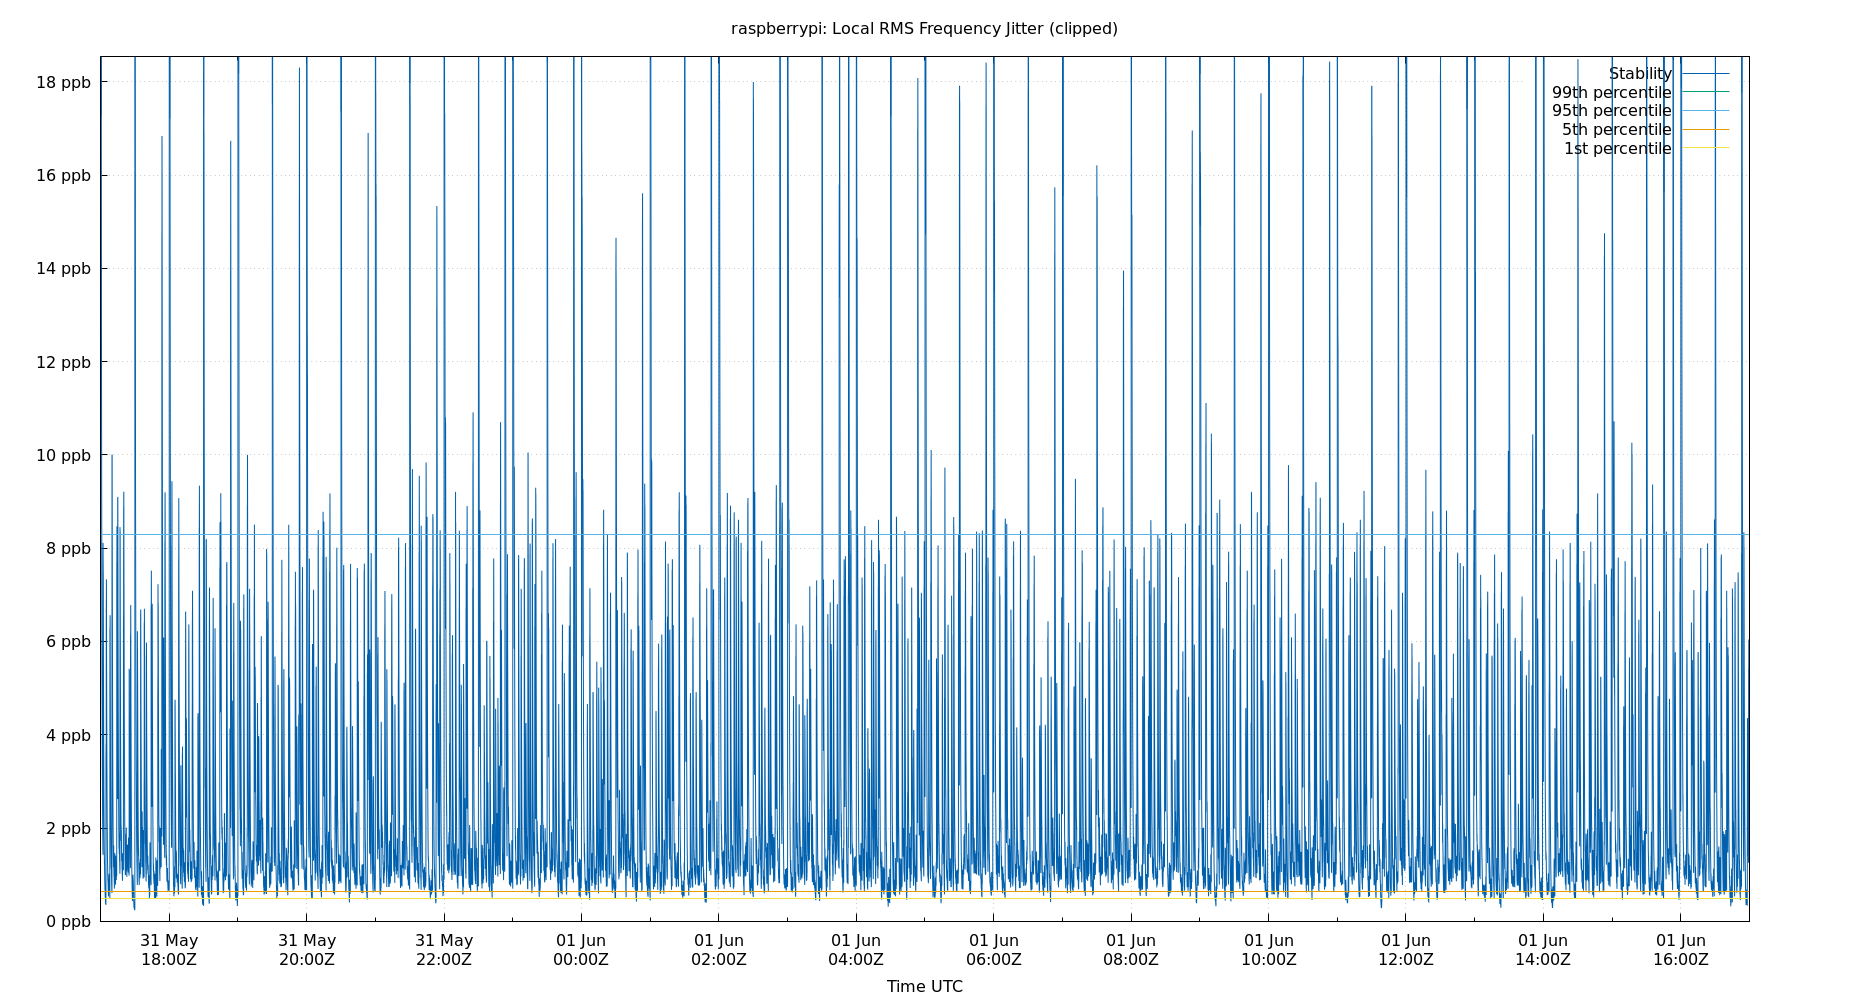 raspberrypi: Local RMS Frequency Jitter (clipped)
18 ppb
16 ppb
14 ppb
12 ppb
10 ppb
8 ppb
6 ppb
4 ppb
2 ppb
0 ppb
Stability
99th percentile
95th percentile
5th percentile
1st percentile
31 May 18:00Z
31 May 20:00Z
31 May 22:00Z
01 Jun 00:00Z
01 Jun 02:00Z
01 Jun 04:00Z
01 Jun 06:00Z
01 Jun 08:00Z
01 Jun 10:00Z
01 Jun 12:00Z
01 Jun 14:00Z
01 Jun 16:00Z
Time UTC